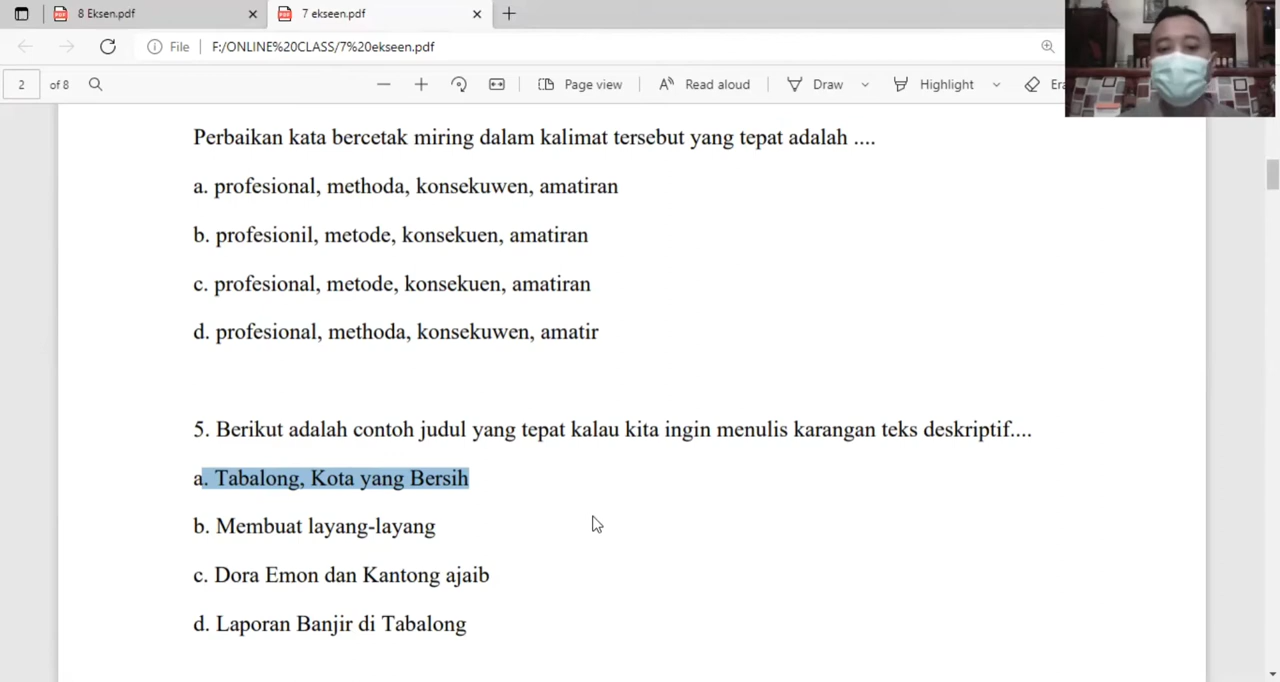 8 Eksen.pdf
7 ekseen.pdf
File
F:/ONLINE%20CLASS/7%20ekseen.pdf
2 of 8
Page view
Read aloud
Draw
Highlight
Era
Perbaikan kata bercetak miring dalam kalimat tersebut yang tepat adalah ....
a. profesional, methoda, konsekuwen, amatiran
b. profesionil, metode, konsekuen, amatiran
c. profesional, metode, konsekuen, amatiran
d. profesional, methoda, konsekuwen, amatir
5. Berikut adalah contoh judul yang tepat kalau kita ingin menulis karangan teks deskriptif....
a. Tabalong, Kota yang Bersih
b. Membuat layang-layang
c. Dora Emon dan Kantong ajaib
d. Laporan Banjir di Tabalong